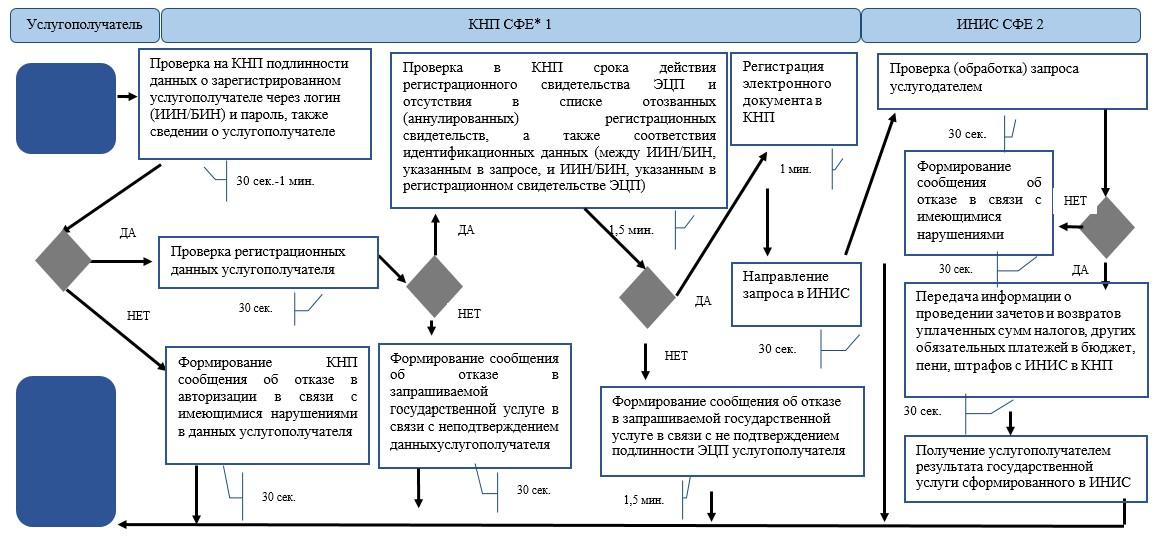 Услугополучатель
КНП СФЕ* 1
ИНИС СФЕ 2
Проверка на КНП подлинности
данных о зарегистрированном
услугополучателе через логин
(ИИН/БИН) и пароль, также
сведении о услугополучателе
30 сек.-1 мин.
Проверка в КНП срока действия
регистрационного свидетельства ЭЦП и
отсутствия в списке отозванных
(аннулированных) регистрационных
свидетельств, а также соответствия
идентификационных данных (между ИИН/БИН,
указанным в запросе, и ИИН/БИН, указанным в
регистрационном свидетельстве ЭЦП)
1,5 мин.
Регистрация
электронного
документа в
КНП
1 мин.
Проверка (обработка) запроса
услугодателем
30 сек.
Формирование
сообщения об
отказе в связи с
имеющимися
нарушениями
НЕТ
30 сек.
ДА
ДА
Проверка регистрационных
данных услугополучателя
30 сек.
НЕТ
ДА
НЕТ
ДА
НЕТ
Направление
запроса в ИНИС
30 сек.
Передача информации о
проведении зачетов и возвратов
уплаченных сумм налогов, других
обязательных платежей в бюджет,
пени, штрафов с ИНИС в КНП
30 сек.
Формирование КНП
сообщения об отказе в
авторизации в связи с
имеющимися нарушениями
в данных услугополучателя
30 сек.
Формирование сообщения
об отказе в
запрашиваемой
государственной услуге в
связи с неподтверждением
данныхуслугополучателя
30 сек.
Формирование сообщения об отказе
в запрашиваемой государственной
услуге в связи с не подтверждением
подлинности ЭЦП услугополучателя
1,5 мин.
Получение услугополучателем
результата государственной
услуги сформированного в ИНИС